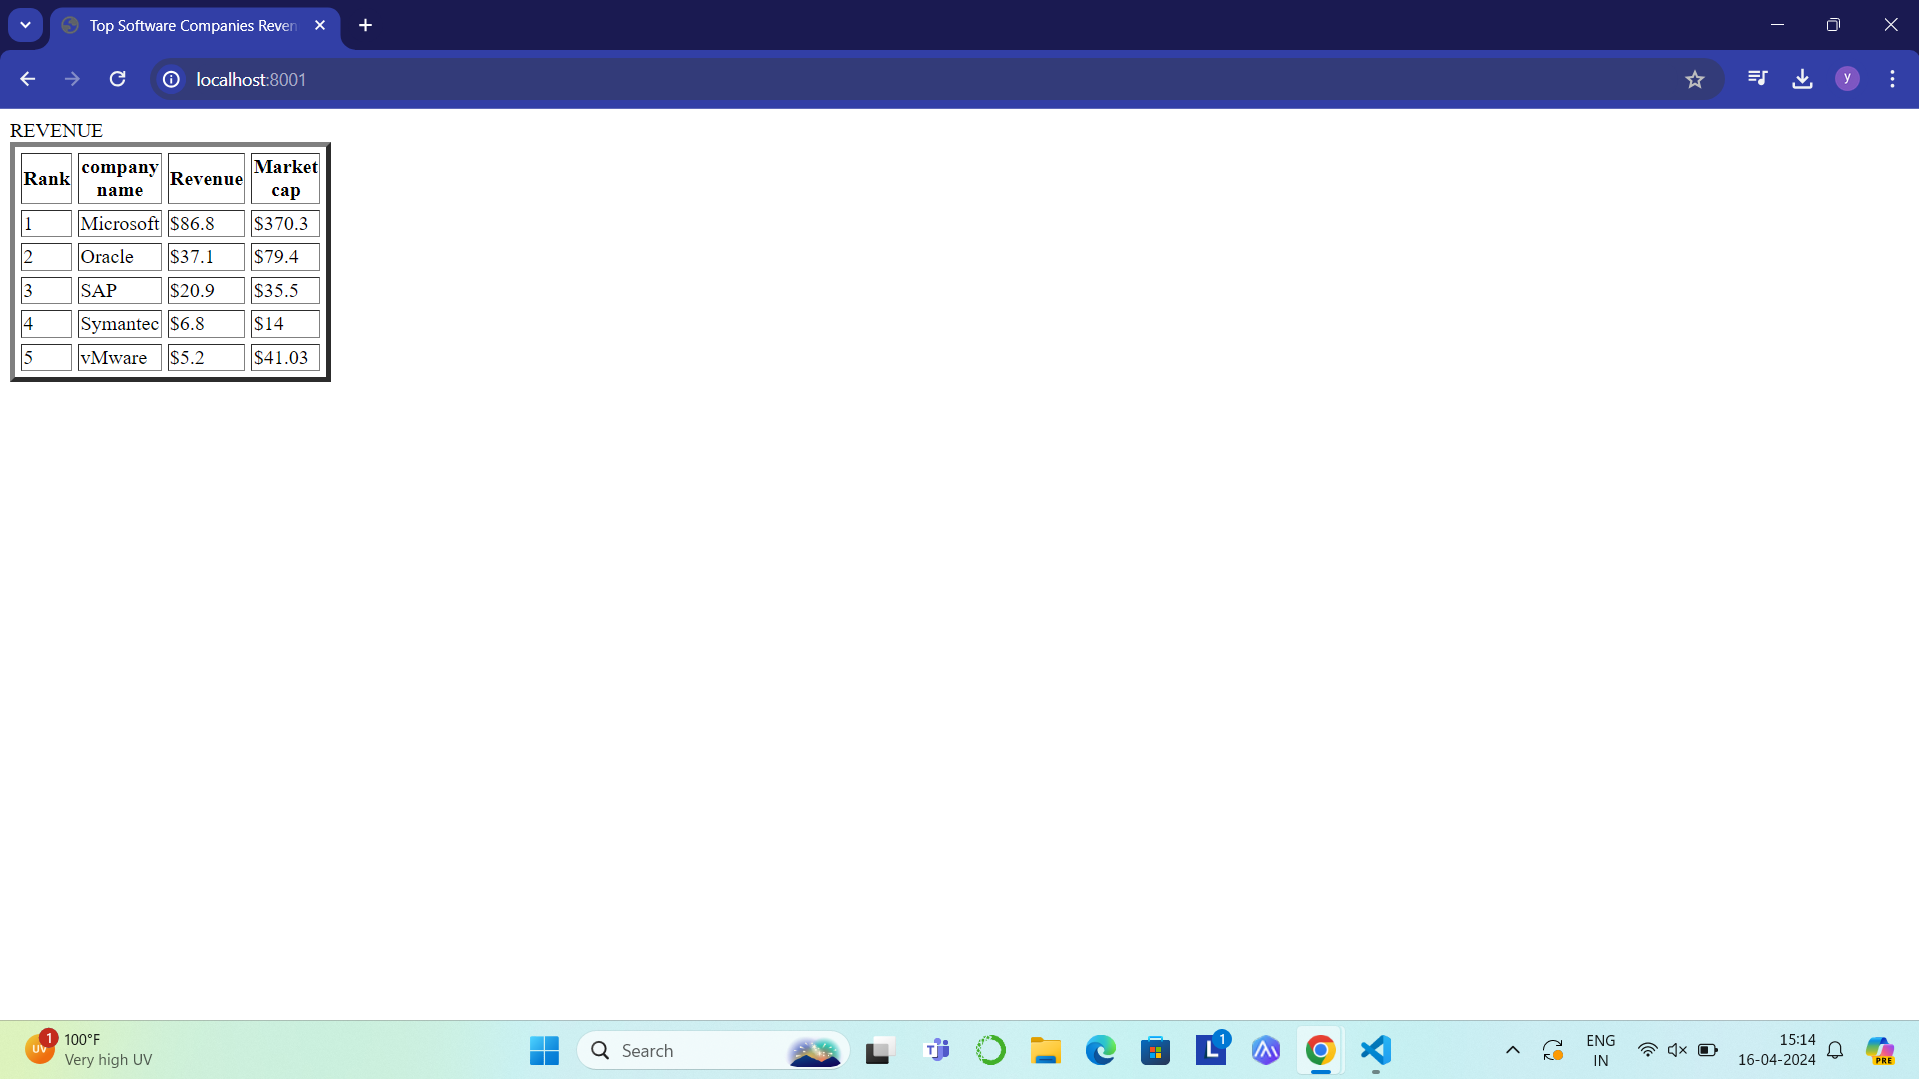 Top Software Companies Reven
localhost:8001
y
REVENUE
Rank company name Revenue Market cap
1 Microsoft $86.8 $370.3
2 Oracle $37.1 $79.4
3 SAP $20.9 $35.5
4 Symantec $6.8 $14
5 vMware $5.2 $41.03
UV 1 100°F
Very high UV
Search
T
L 1
ENG
IN
15:14
16-04-2024
PRE